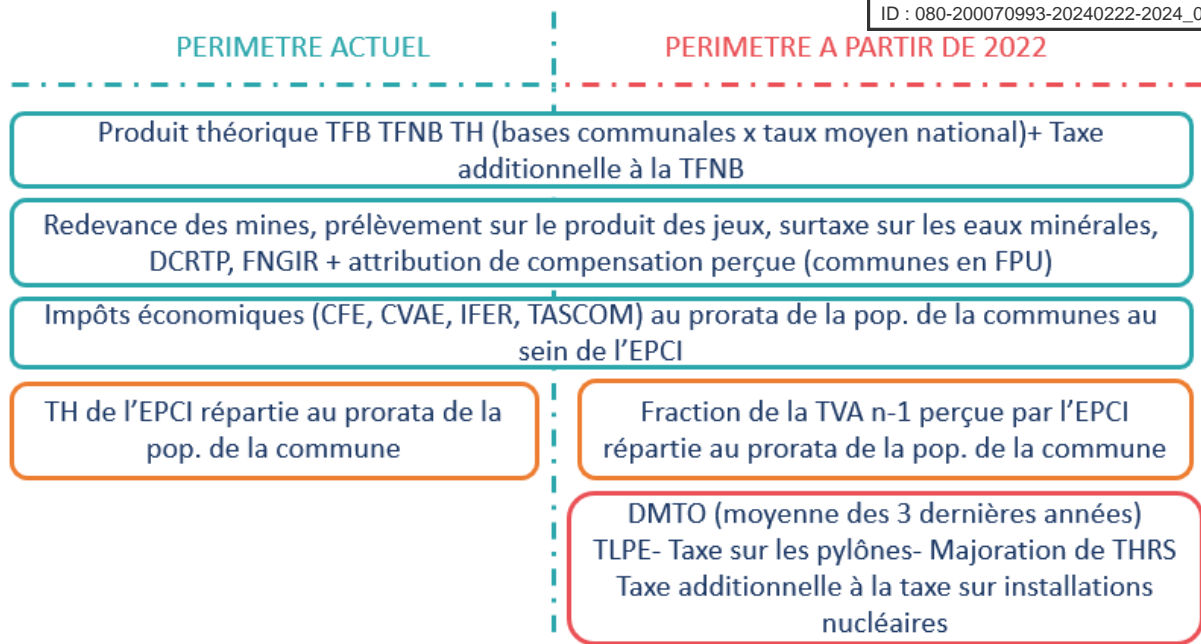 ID : 080-200070993-20240222-2024_0
PERIMETRE ACTUEL
PERIMETRE A PARTIR DE 2022
Produit théorique TFB TFNB TH (bases communales x taux moyen national)+ Taxe
additionnelle à la TFNB
Redevance des mines, prélèvement sur le produit des jeux, surtaxe sur les eaux minérales,
DCRTP, FNGIR + attribution de compensation perçue (communes en FPU)
Impôts économiques (CFE, CVAE, IFER, TASCOM) au prorata de la pop. de la communes au
sein de l’EPCI
TH de l’EPCI répartie au prorata de la
pop. de la commune
Fraction de la TVA n-1 perçue par l’EPCI
répartie au prorata de la pop. de la commune
DMTO (moyenne des 3 dernières années)
TLPE- Taxe sur les pylônes- Majoration de THRS
Taxe additionnelle à la taxe sur installations
nucléaires